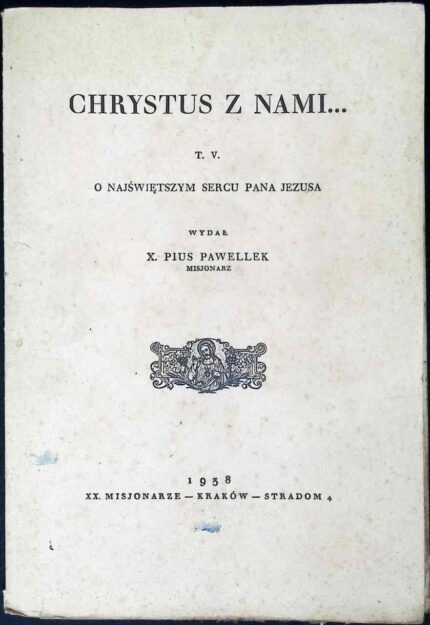 CHRYSTUS Z NAMI...
T. V.
O NAJŚWIĘTSZYM SERCU PANA JEZUSA
WYDAŁ
X. PIUS PAWELLEK
MISJONARZ
1938
XX. MISJONARZE — KRAKÓW — STRADOM 4